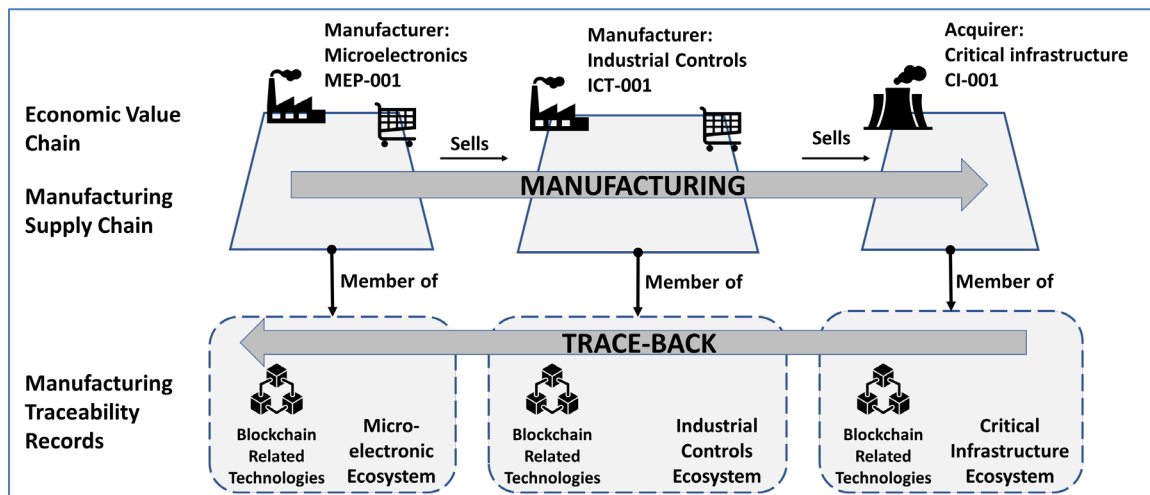 Manufacturer:
Microelectronics
MEP-001
Manufacturer:
Industrial Controls
ICT-001
Acquirer:
Critical infrastructure
CI-001
Economic Value
Chain
Sells
Sells
MANUFACTURING
Manufacturing
Supply Chain
Member of
Member of
Member of
TRACE-BACK
Manufacturing
Traceability
Records
Blockchain
Related
Technologies
Micro-
electronic
Ecosystem
Blockchain
Related
Technologies
Industrial
Controls
Ecosystem
Blockchain
Related
Technologies
Critical
Infrastructure
Ecosystem